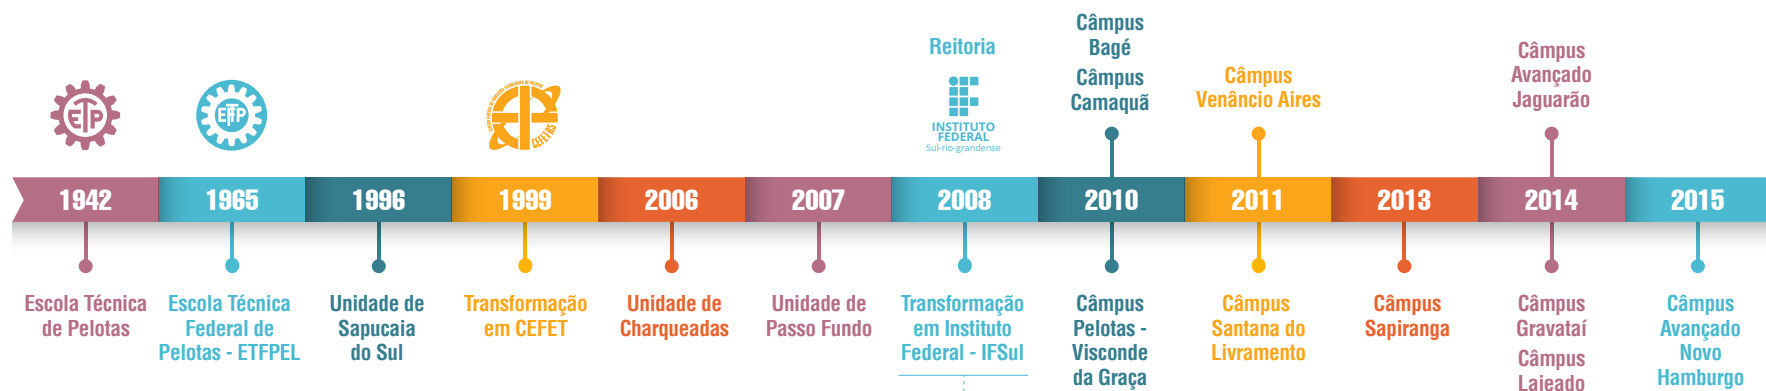 Câmpus
Bagé
Câmpus
Camaquã
Reitoria
Câmpus
Avançado
Jaguarão
Câmpus
Venâncio Aires
ETP
ETFP
CEFET-RS
INSTITUTO
FEDERAL
Sul-rio-grandense
1942
1965
1996
1999
2006
2007
2008
2010
2011
2013
2014
2015
Escola Técnica
de Pelotas
Escola Técnica
Federal de
Pelotas - ETFPEL
Unidade de
Sapucaia
do Sul
Transformação
em CEFET
Unidade de
Charqueadas
Unidade de
Passo Fundo
Transformação
em Instituto
Federal - IFSul
Câmpus
Pelotas -
Visconde
da Graça
Câmpus
Santana do
Livramento
Câmpus
Sapiranga
Câmpus
Gravataí
Câmpus
Lajeado
Câmpus
Avançado
Novo
Hamburgo